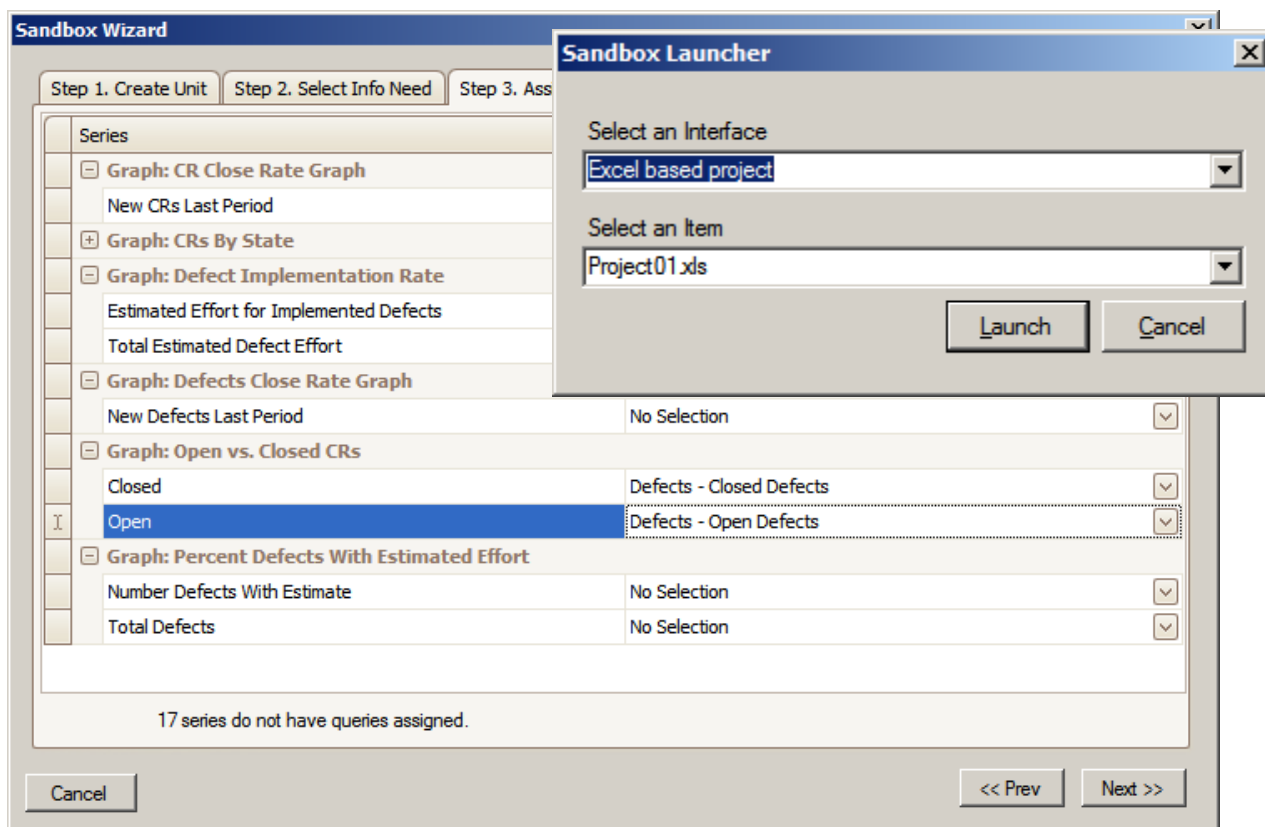 Sandbox Wizard
Step 1. Create Unit
Step 2. Select Info Need
Step 3. Ass
Series
Graph: CR Close Rate Graph
New CRs Last Period
Graph: CRs By State
Graph: Defect Implementation Rate
Estimated Effort for Implemented Defects
Total Estimated Defect Effort
Graph: Defects Close Rate Graph
New Defects Last Period No Selection
Graph: Open vs. Closed CRs
Closed Defects - Closed Defects
Open Defects - Open Defects
Graph: Percent Defects With Estimated Effort
Number Defects With Estimate No Selection
Total Defects No Selection
17 series do not have queries assigned.
Cancel
<< Prev
Next >>
Sandbox Launcher
Select an Interface
Excel based project
Select an Item
Project01.xls
Launch
Cancel